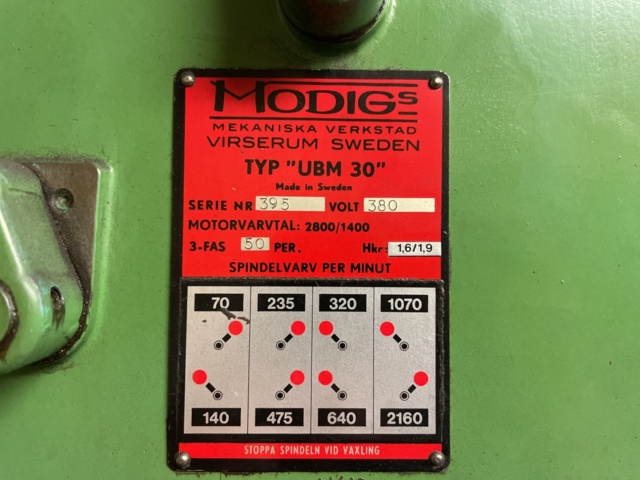 MODIGS
MEKANISKA VERKSTAD
VIRSERUM SWEDEN
TYP "UBM 30"
Made in Sweden
SERIE NR 395 VOLT 380
MOTORVARVTAL: 2800/1400
3-FAS 50 PER. Hkr: 1,6/1,9
SPINDELVARV PER MINUT
70 235 320 1070
140 475 640 2160
STOPPA SPINDELN VID VÄXLING